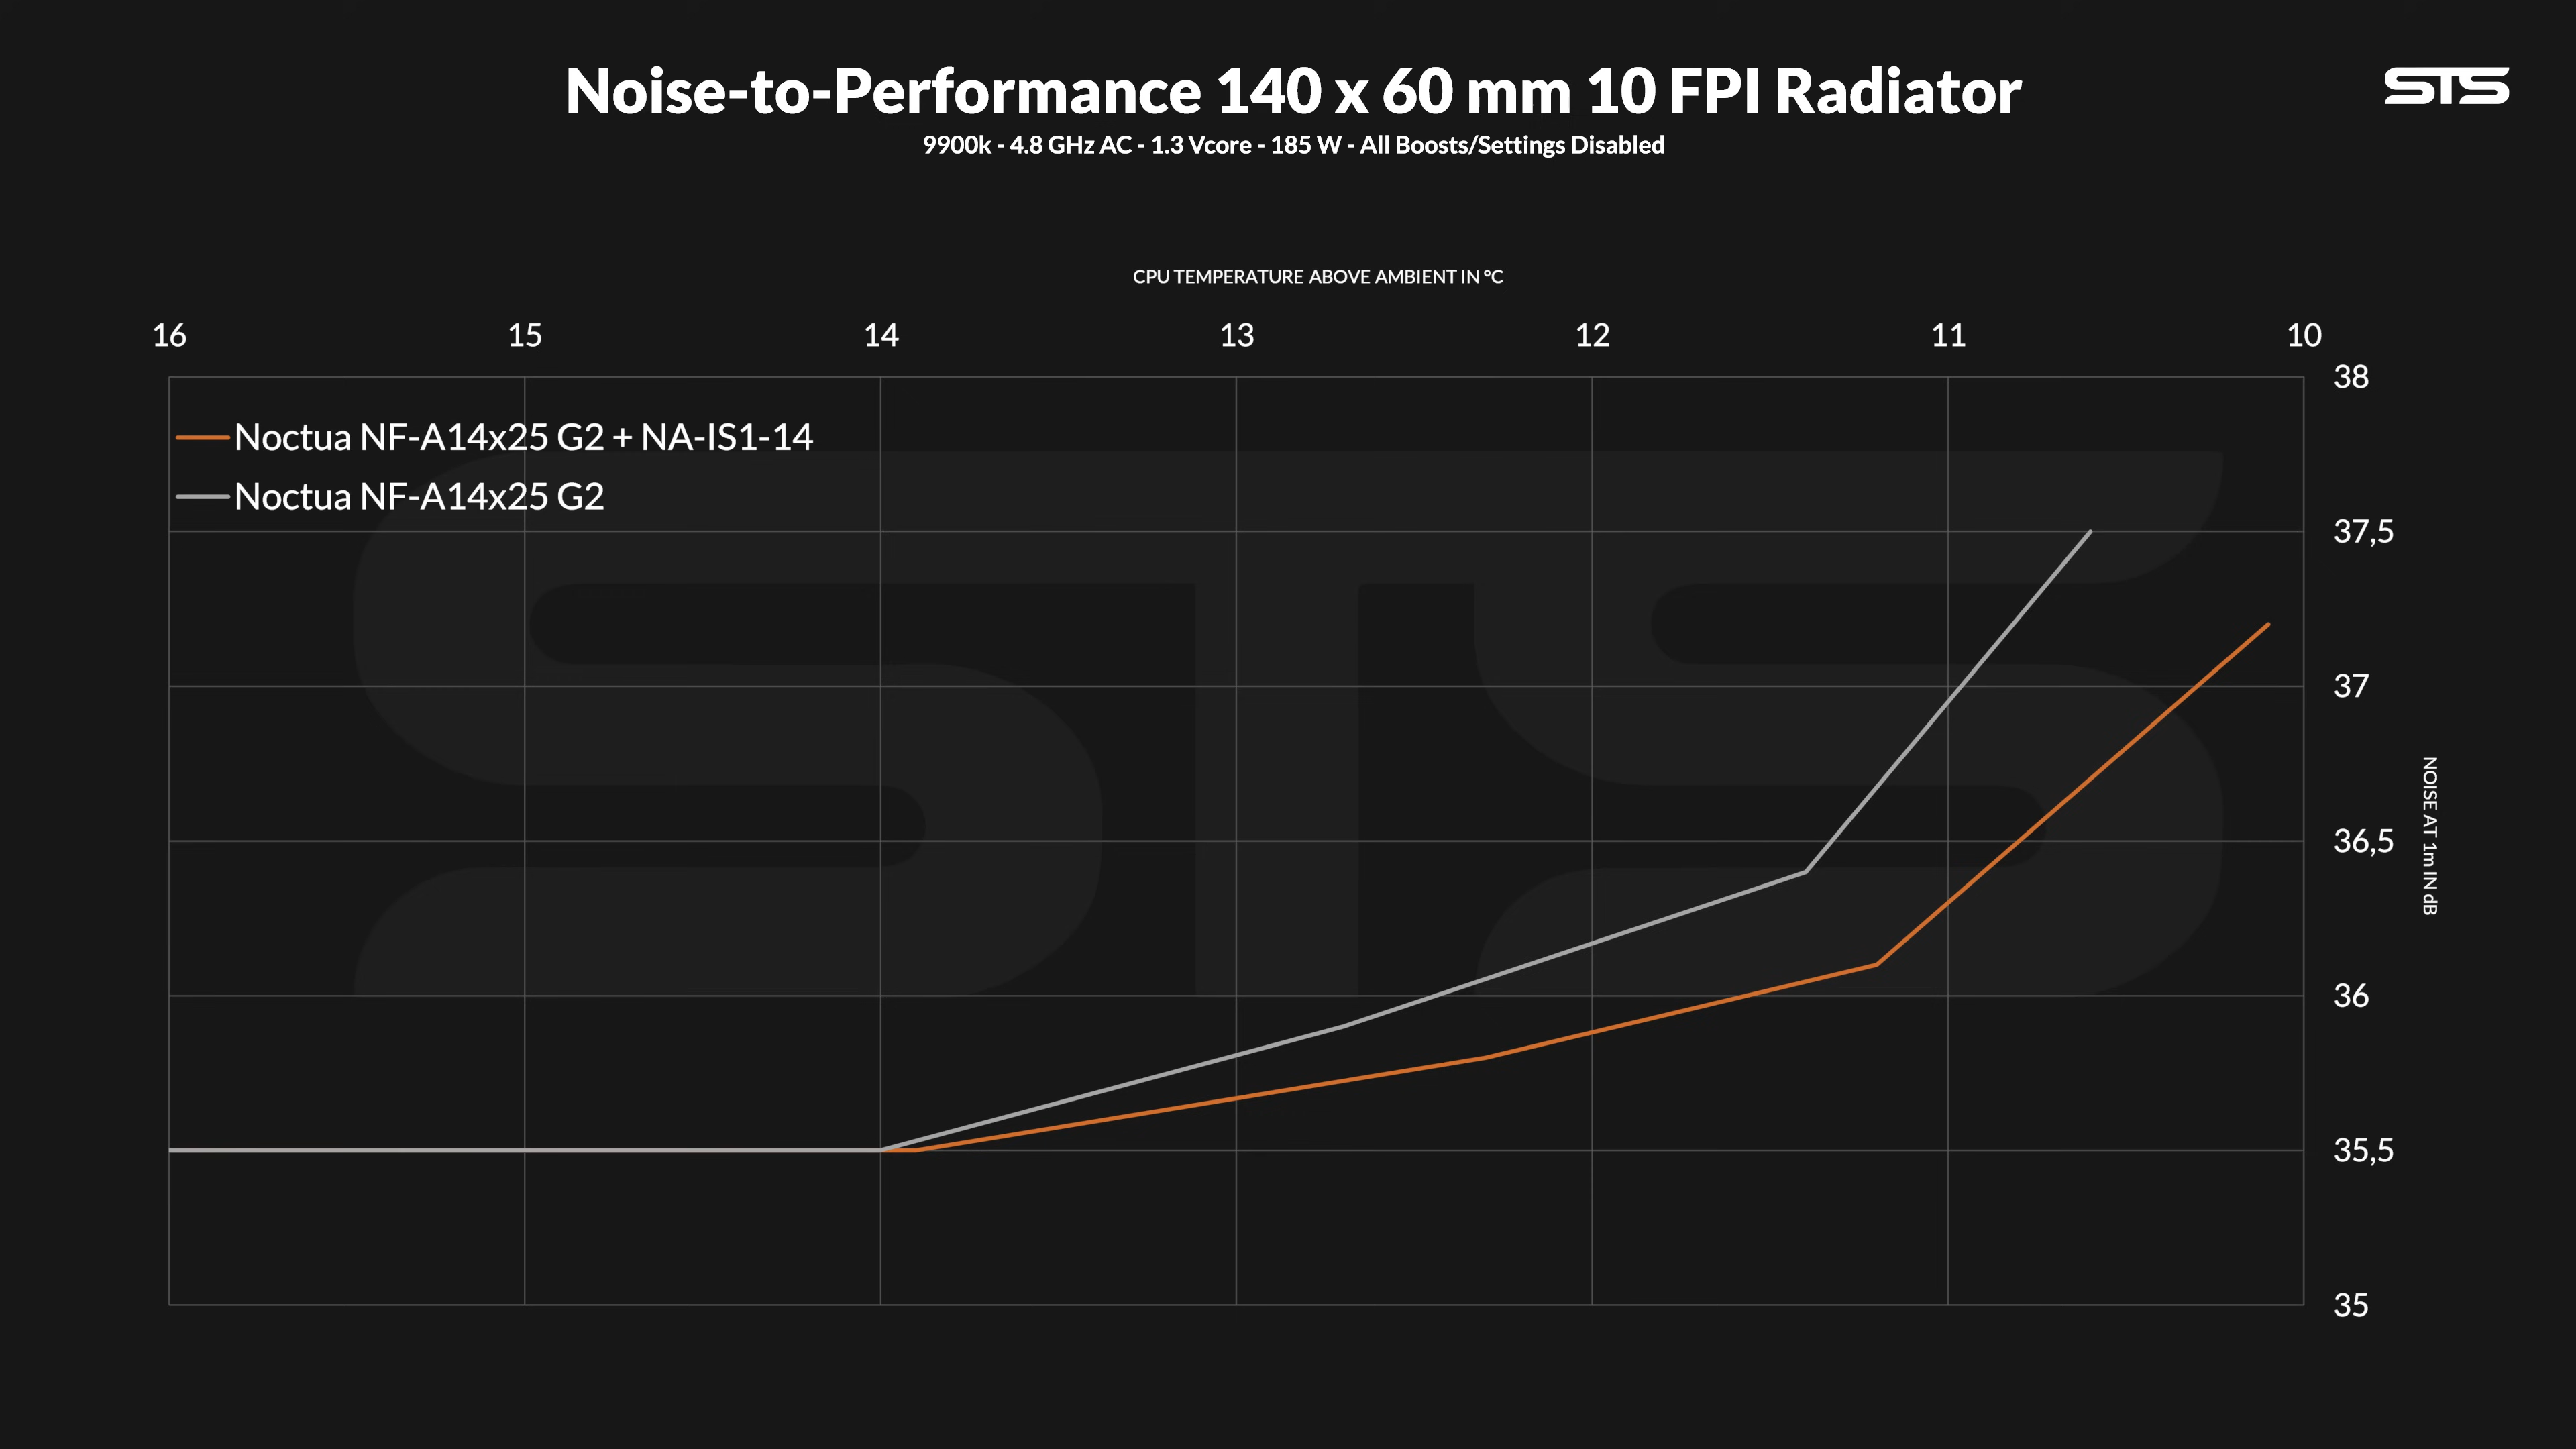 Noise-to-Performance 140 x 60 mm 10 FPI Radiator
STS
9900k - 4.8 GHz AC - 1.3 Vcore - 185 W - All Boosts/Settings Disabled
CPU TEMPERATURE ABOVE AMBIENT IN °C
16 15 14 13 12 11 10
38
Noctua NF-A14x25 G2 + NA-IS1-14
Noctua NF-A14x25 G2
37,5
37
36,5
NOISE AT 1m IN dB
36
35,5
35
STS